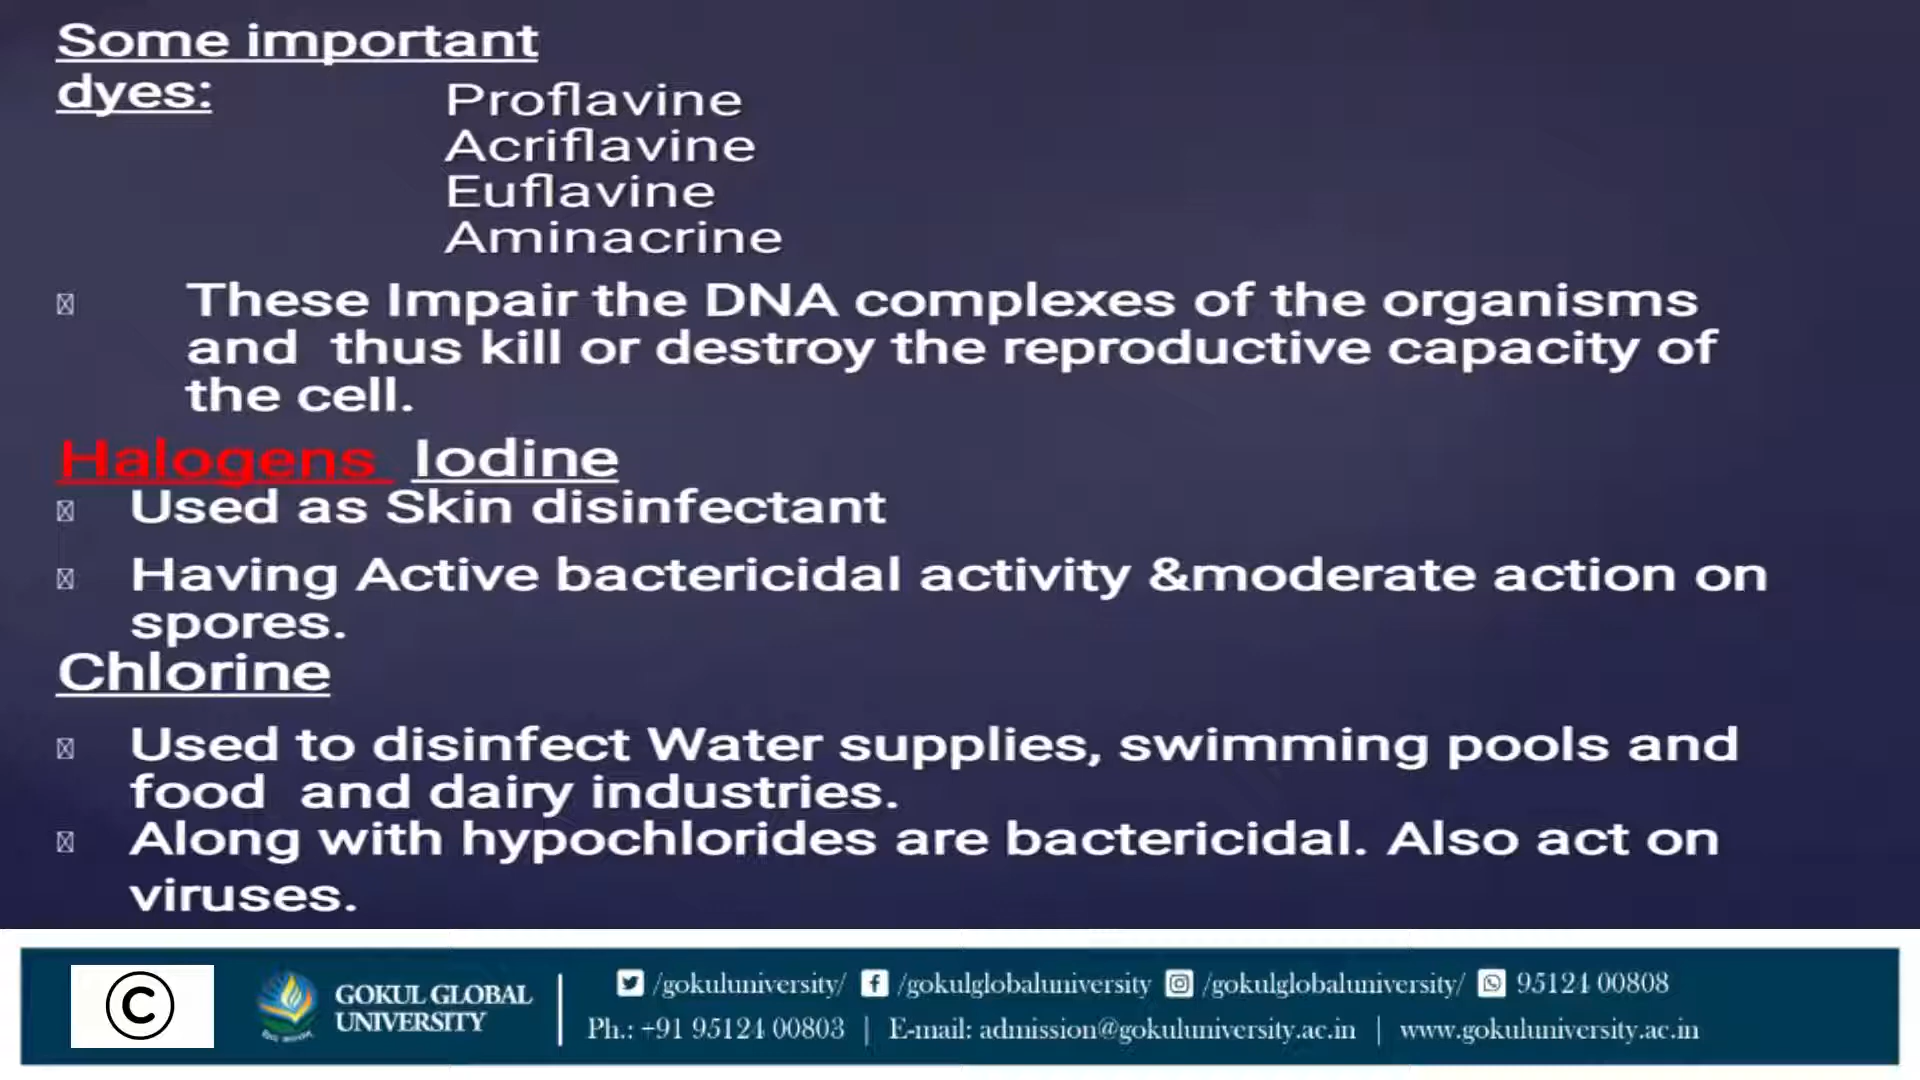 Some important
dyes:
Proflavine
Acriflavine
Euflavine
Aminacrine
These Impair the DNA complexes of the organisms
and thus kill or destroy the reproductive capacity of
the cell.
Halogens Iodine
Used as Skin disinfectant
Having Active bactericidal activity &moderate action on
spores.
Chlorine
Used to disinfect Water supplies, swimming pools and
food and dairy industries.
Along with hypochlorides are bactericidal. Also act on
viruses.
©
GOKUL GLOBAL
UNIVERSITY
/gokuluniversity/ /gokulglobaluniversity /gokulglobaluniversity/ 95124 00808
Ph.: +91 95124 00803 | E-mail: admission@gokuluniversity.ac.in | www.gokuluniversity.ac.in